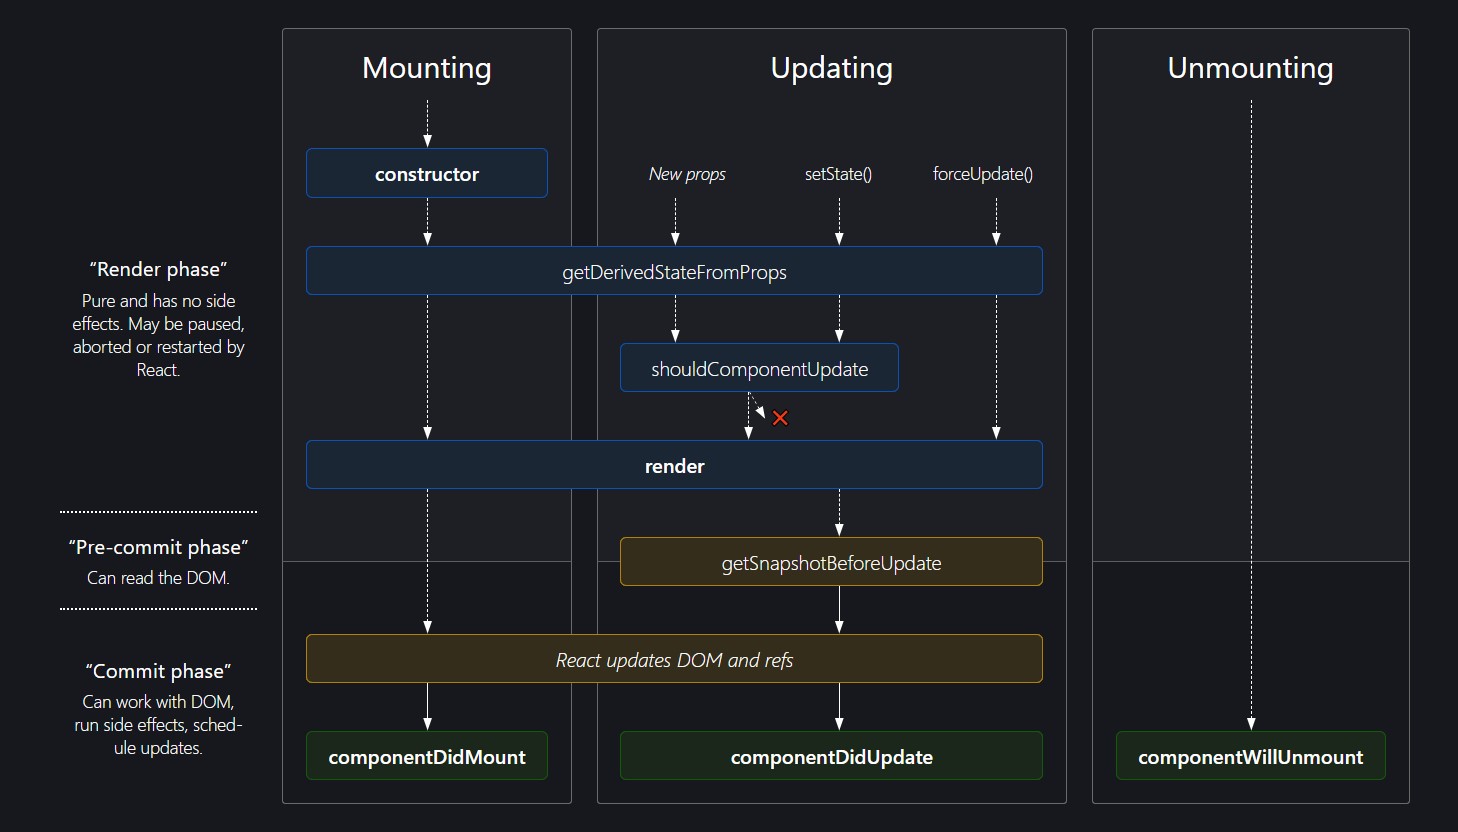 Mounting
Updating
Unmounting
constructor
New props
setState()
forceUpdate()
“Render phase”
Pure and has no side
effects. May be paused,
aborted or restarted by
React.
getDerivedStateFromProps
shouldComponentUpdate
render
“Pre-commit phase”
Can read the DOM.
getSnapshotBeforeUpdate
React updates DOM and refs
“Commit phase”
Can work with DOM,
run side effects, sched-
ule updates.
componentDidMount
componentDidUpdate
componentWillUnmount